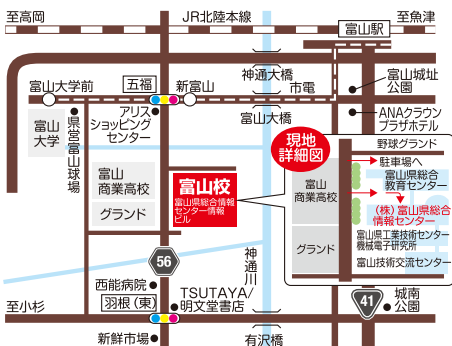 至高岡
JR北陸本線
富山駅
至魚津
神通大橋
市電
富山大学前
五福
新富山
富山城址
公園
富山大橋
ANAクラウン
プラザホテル
アリス
ショッピング
センター
富山
大学
県営富山球場
現地
詳細図
野球グランド
駐車場へ
富山県総合
教育センター
富山
商業高校
グランド
富山校
富山県総合情報
センター情報
ビル
富山
商業高校
(株)富山県総合
情報センター
富山県工業技術センター
機械電子研究所
グランド
富山技術交流センター
56
神通川
西能病院
羽根(東)
TSUTAYA/
明文堂書店
41
城南
公園
至小杉
新鮮市場
有沢橋